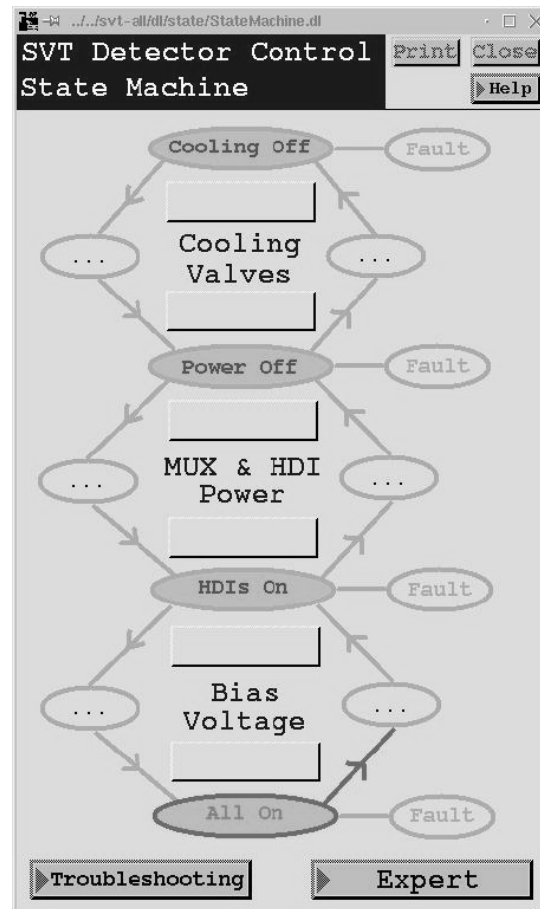 ../../svt-all/dl/state/StateMachine.dl
SVT Detector Control
State Machine
Print
Close
Help
Cooling Off
Fault
...
Cooling
Valves
...
Power Off
Fault
...
MUX & HDI
Power
...
HDIs On
Fault
...
Bias
Voltage
...
All On
Fault
Troubleshooting
Expert